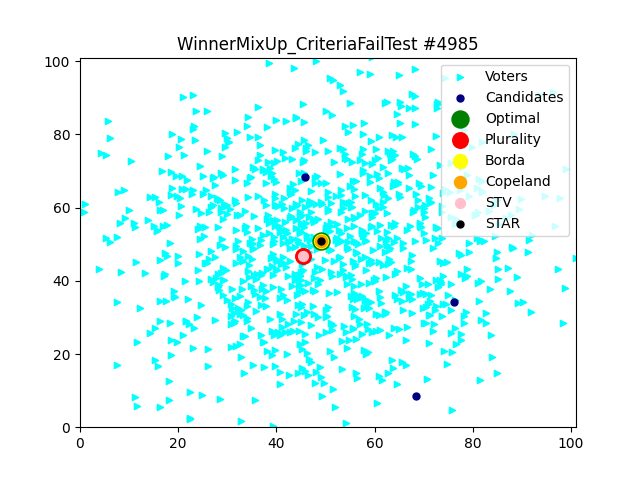 WinnerMixUp_CriteriaFailTest #4985
100
80
60
40
20
0
0 20 40 60 80 100
Voters
Candidates
Optimal
Plurality
Borda
Copeland
STV
STAR